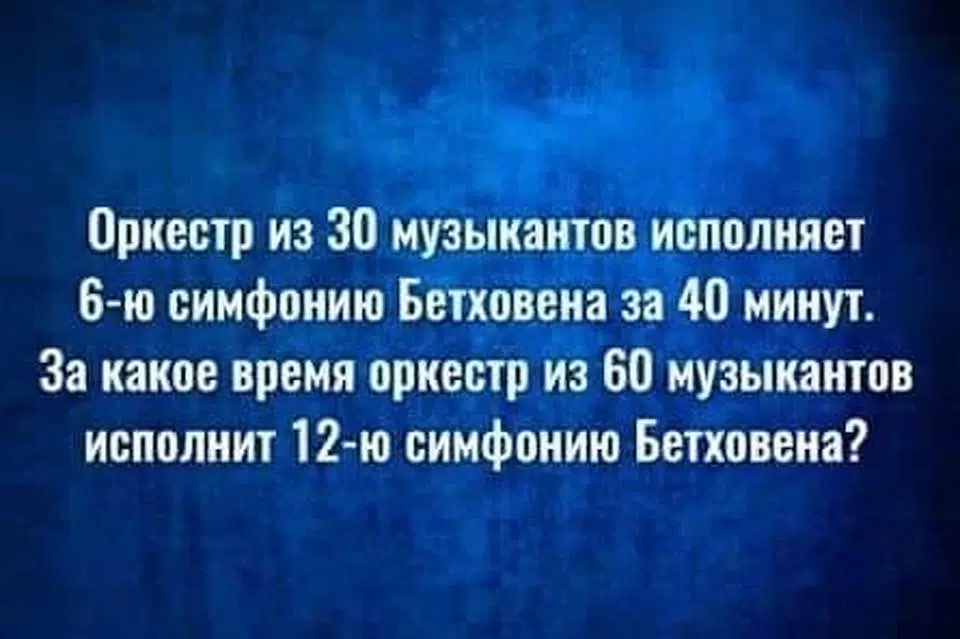 Оркестр из 30 музыкантов исполняет
6-ю симфонию Бетховена за 40 минут.
За какое время оркестр из 60 музыкантов
исполнит 12-ю симфонию Бетховена?